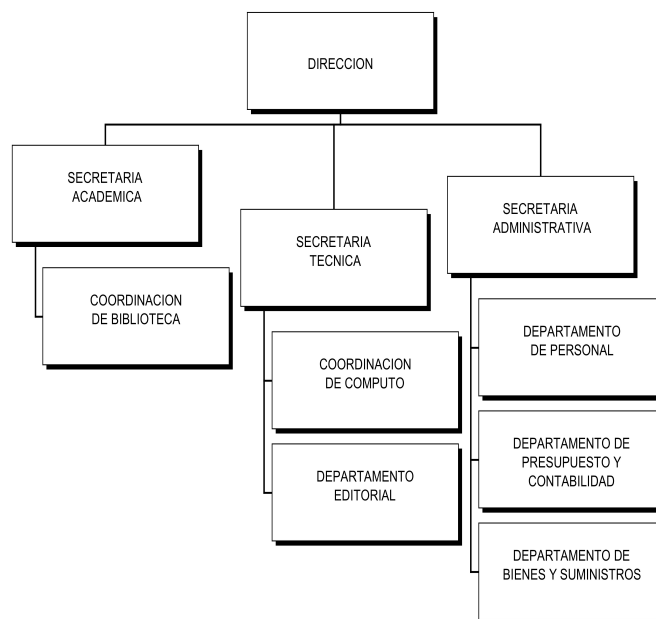 DIRECCION
SECRETARIA
ACADEMICA
COORDINACION
DE BIBLIOTECA
SECRETARIA
TECNICA
COORDINACION
DE COMPUTO
DEPARTAMENTO
EDITORIAL
SECRETARIA
ADMINISTRATIVA
DEPARTAMENTO
DE PERSONAL
DEPARTAMENTO DE
PRESUPUESTO Y
CONTABILIDAD
DEPARTAMENTO DE
BIENES Y SUMINISTROS